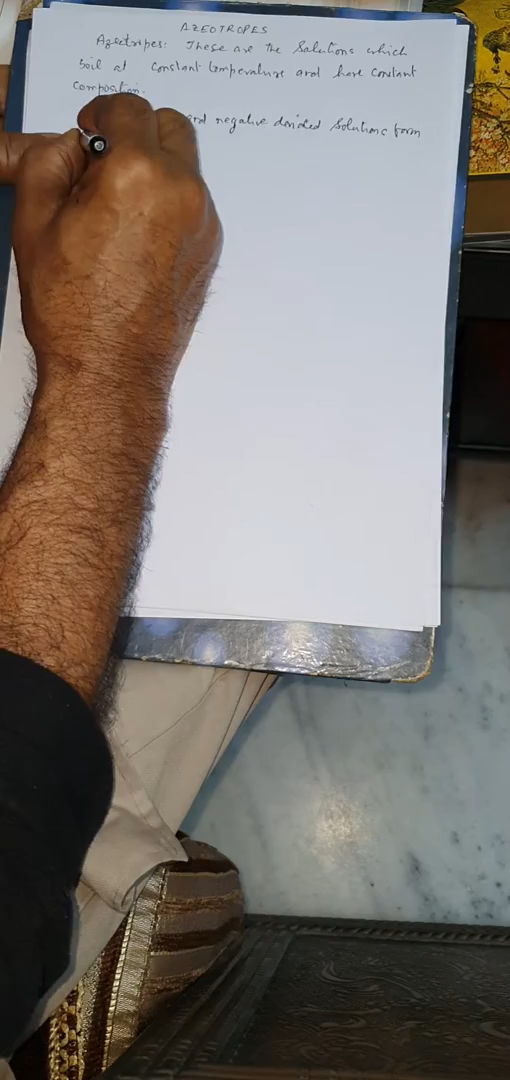 AZEOTROPES
Azeotropes: These are the Solutions which
boil at constant temperature and have constant
composition.
and negative deviated Solutions form